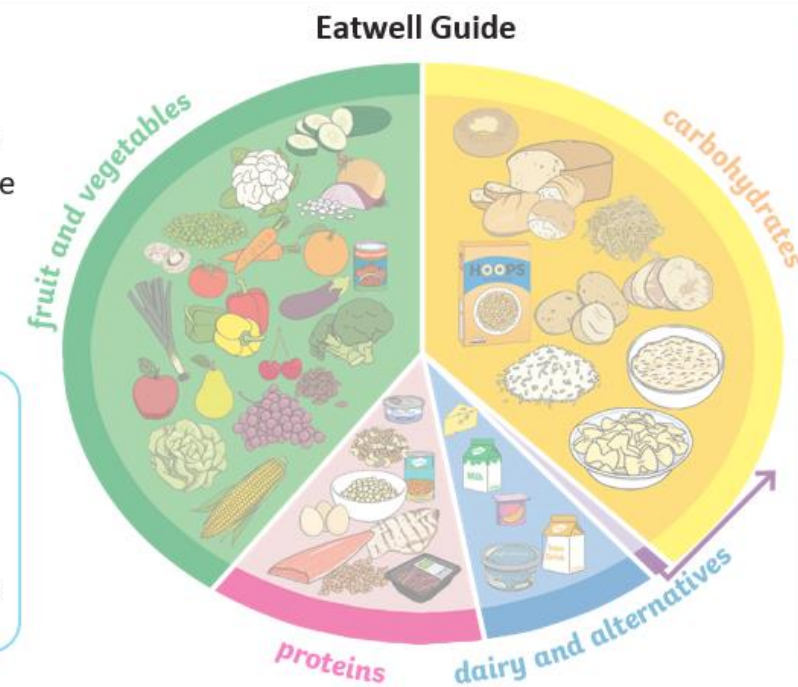 Eatwell Guide
e
fruit and vegetables
carbohydrates
HOOPS
Milk
proteins
dairy and alternatives